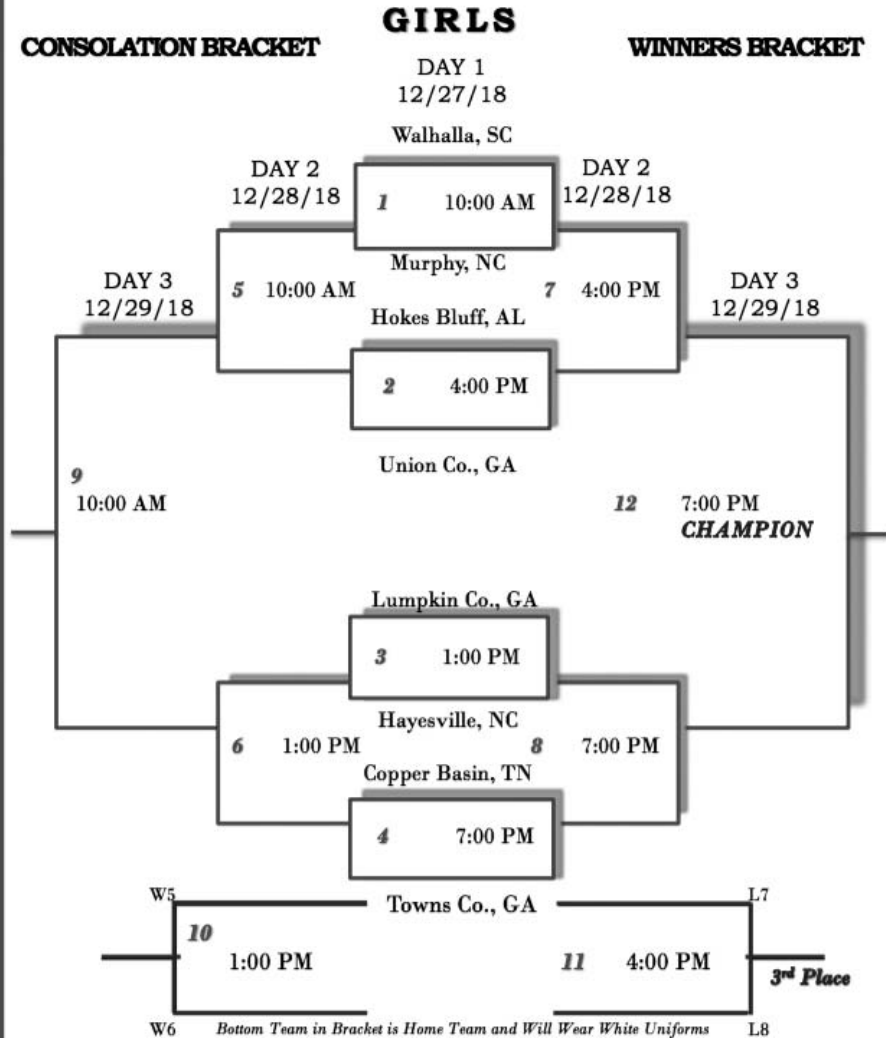 GIRLS
CONSOLATION BRACKET
WINNERS BRACKET
DAY 1
12/27/18
Walhalla, SC
DAY 2
12/28/18
1 10:00 AM
DAY 2
12/28/18
Murphy, NC
DAY 3
12/29/18
5 10:00 AM
7 4:00 PM
DAY 3
12/29/18
Hokes Bluff, AL
2 4:00 PM
Union Co., GA
9
10:00 AM
12 7:00 PM
CHAMPION
Lumpkin Co., GA
3 1:00 PM
Hayesville, NC
6 1:00 PM
8 7:00 PM
Copper Basin, TN
4 7:00 PM
W5
Towns Co., GA
L7
10
1:00 PM
11 4:00 PM
3rd Place
W6
Bottom Team in Bracket is Home Team and Will Wear White Uniforms
L8